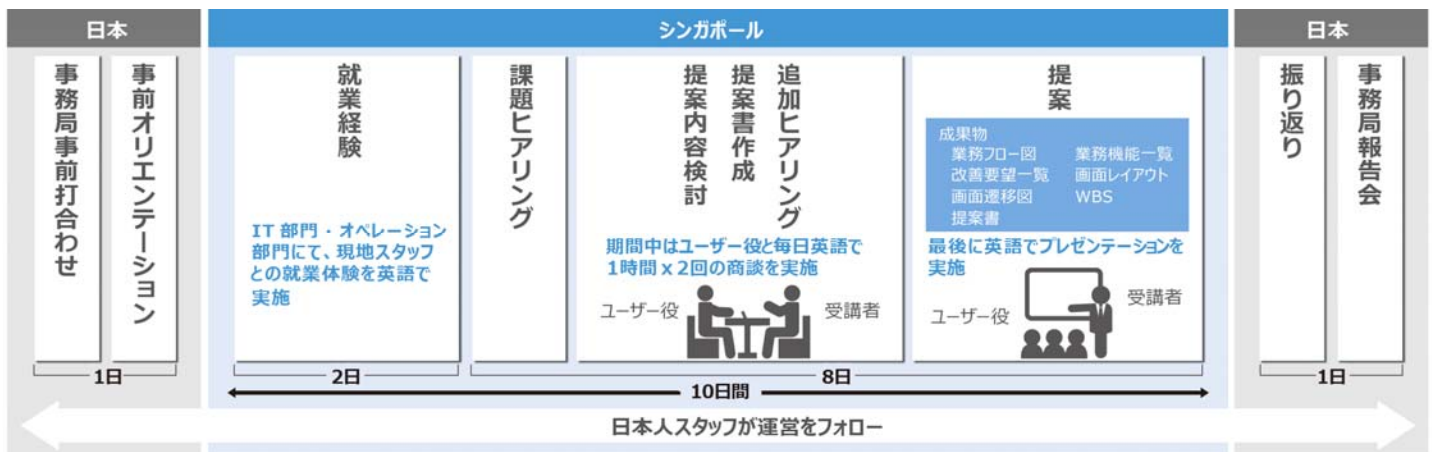 日本
事務局事前打合わせ
事前オリエンテーション
1日
シンガポール
就業経験
IT 部門・オペレーション
部門にて、現地スタッフ
との就業体験を英語で
実施
2日
課題ヒアリング
追加ヒアリング
提案書作成
提案内容検討
期間中はユーザー役と毎日英語で
1時間 x 2回の商談を実施
ユーザー役
受講者
提案
成果物
業務フロー図 業務機能一覧
改善要望一覧 画面レイアウト
画面遷移図 WBS
提案書
最後に英語でプレゼンテーションを
実施
ユーザー役
受講者
8日
10日間
日本
振り返り
事務局報告会
1日
日本人スタッフが運営をフォロー